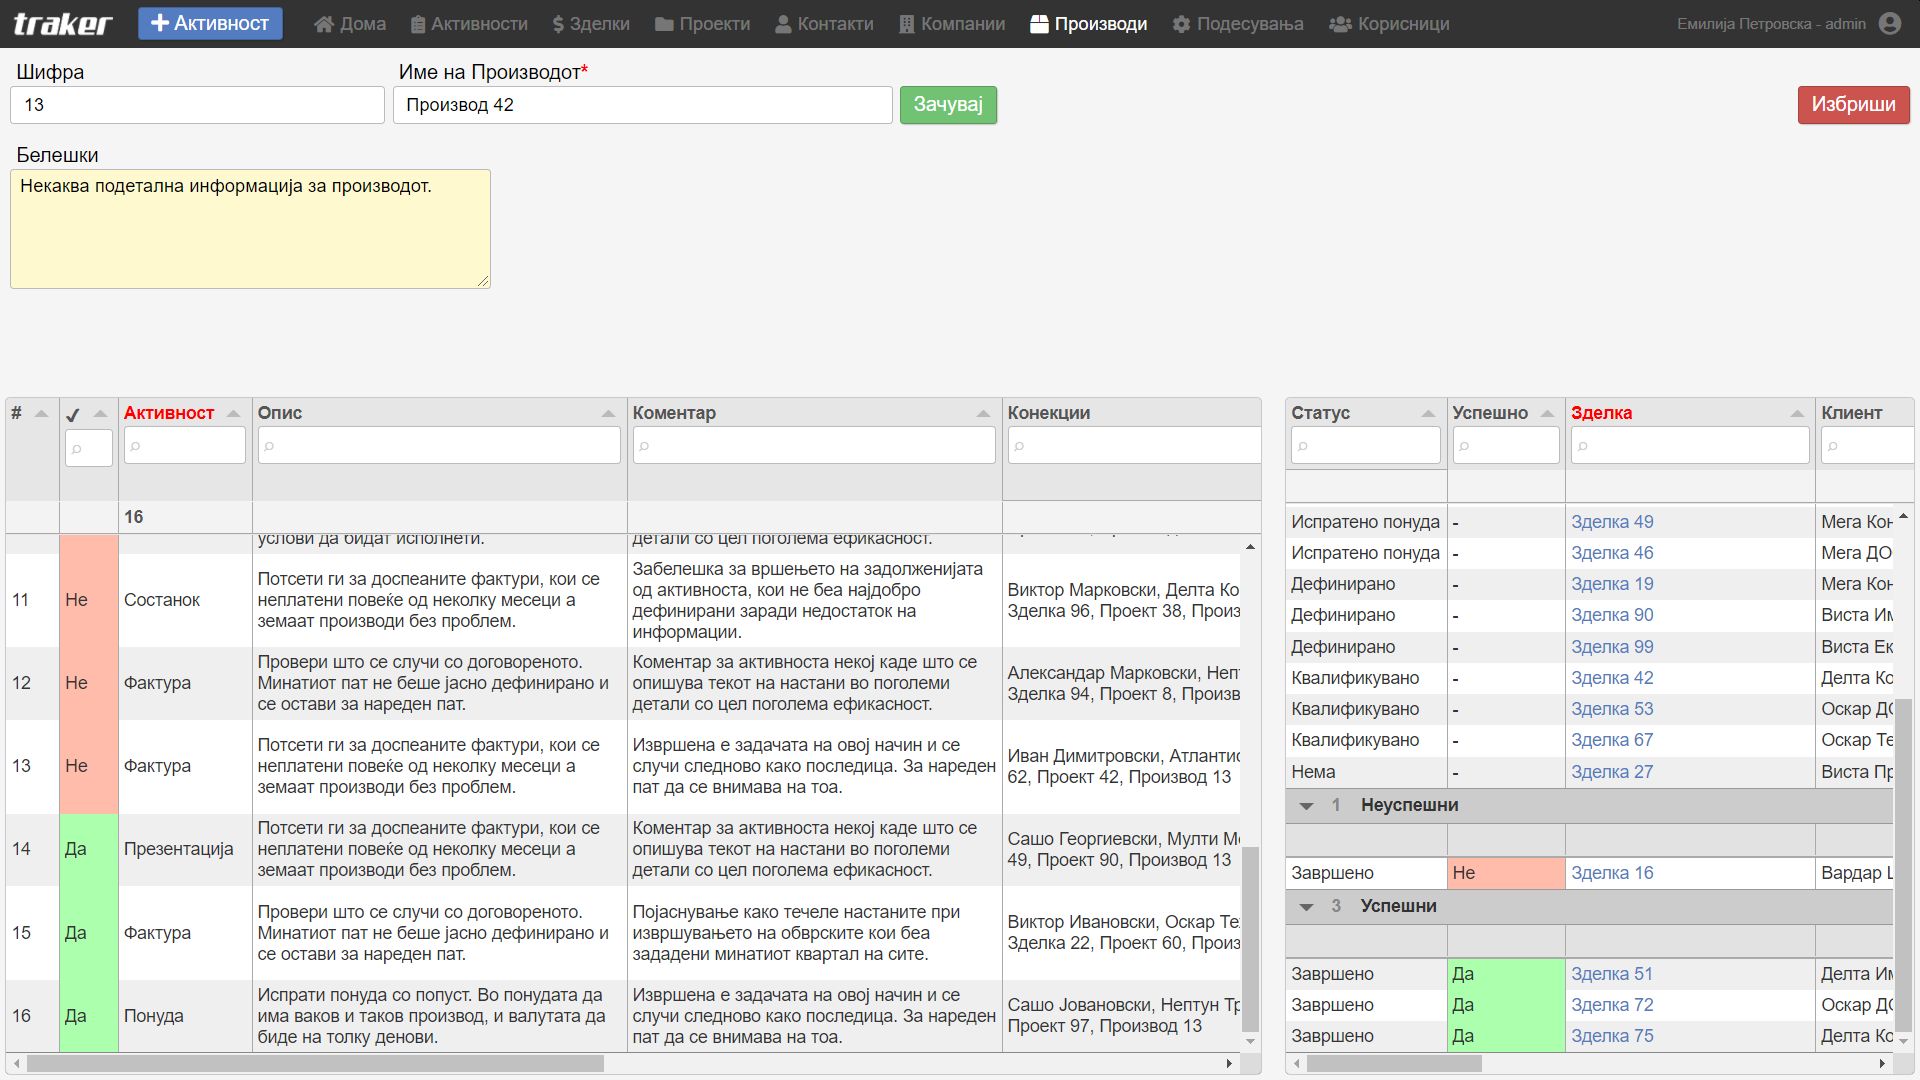 traker
Активност
Дома
Активности
Зделки
Проекти
Контакти
Компании
Производи
Подесувања
Корисници
Емилија Петровска - admin
Шифра
Име на Производот*
13
Производ 42
Зачувај
Избриши
Белешки
Некаква подетална информација за производот.
# ✓ Активност Опис Коментар Конекции
16
услови да бидат исполнети.
детали со цел поголема ефикасност.
11 Не Состанок
Потсети ги за доспеаните фактури, кои се
неплатени повеќе од неколку месеци а
земаат производи без проблем.
Забелешка за вршењето на задолженијата
од активноста, кои не беа најдобро
дефинирани заради недостаток на
информации.
Виктор Марковски, Делта Ко
Зделка 96, Проект 38, Произ
12 Не Фактура
Провери што се случи со договореното.
Минатиот пат не беше јасно дефинирано и
се остави за нареден пат.
Коментар за активноста некој каде што се
опишува текот на настани во поголеми
детали со цел поголема ефикасност.
Александар Марковски, Неп
Зделка 94, Проект 8, Произв
13 Не Фактура
Потсети ги за доспеаните фактури, кои се
неплатени повеќе од неколку месеци а
земаат производи без проблем.
Извршена е задачата на овој начин и се
случи следново како последица. За нареден
пат да се внимава на тоа.
Иван Димитровски, Атлантис
62, Проект 42, Производ 13
14 Да Презентација
Потсети ги за доспеаните фактури, кои се
неплатени повеќе од неколку месеци а
земаат производи без проблем.
Коментар за активноста некој каде што се
опишува текот на настани во поголеми
детали со цел поголема ефикасност.
Сашо Георгиевски, Мулти М
49, Проект 90, Производ 13
15 Да Фактура
Провери што се случи со договореното.
Минатиот пат не беше јасно дефинирано и
се остави за нареден пат.
Појаснување како течеле настаните при
извршувањето на обврските кои беа
зададени минатиот квартал на сите.
Виктор Ивановски, Оскар Те
Зделка 22, Проект 60, Произ
16 Да Понуда
Испрати понуда со попуст. Во понудата да
има ваков и таков производ, и валутата да
биде на толку денови.
Извршена е задачата на овој начин и се
случи следново како последица. За нареден
пат да се внимава на тоа.
Сашо Јовановски, Нептун Тр
Проект 97, Производ 13
Статус Успешно Зделка Клиент
Испратено понуда - Зделка 49 Мега Кон
Испратено понуда - Зделка 46 Мега ДО
Дефинирано - Зделка 19 Мега Кон
Дефинирано - Зделка 90 Виста Им
Дефинирано - Зделка 99 Виста Ек
Квалификувано - Зделка 42 Делта Ко
Квалификувано - Зделка 53 Оскар ДО
Квалификувано - Зделка 67 Оскар Те
Нема - Зделка 27 Виста Пр
1 Неуспешни
Завршено Не Зделка 16 Вардар
3 Успешни
Завршено Да Зделка 51 Делта Им
Завршено Да Зделка 72 Оскар ДО
Завршено Да Зделка 75 Делта Ко